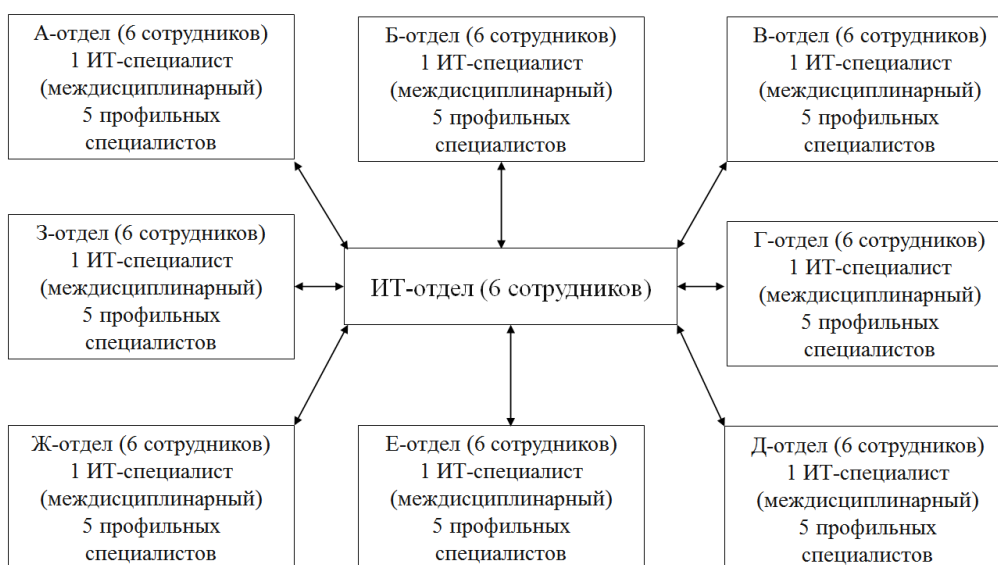 А-отдел (6 сотрудников)
1 ИТ-специалист
(междисциплинарный)
5 профильных
специалистов
Б-отдел (6 сотрудников)
1 ИТ-специалист
(междисциплинарный)
5 профильных
специалистов
В-отдел (6 сотрудников)
1 ИТ-специалист
(междисциплинарный)
5 профильных
специалистов
З-отдел (6 сотрудников)
1 ИТ-специалист
(междисциплинарный)
5 профильных
специалистов
ИТ-отдел (6 сотрудников)
Г-отдел (6 сотрудников)
1 ИТ-специалист
(междисциплинарный)
5 профильных
специалистов
Ж-отдел (6 сотрудников)
1 ИТ-специалист
(междисциплинарный)
5 профильных
специалистов
Е-отдел (6 сотрудников)
1 ИТ-специалист
(междисциплинарный)
5 профильных
специалистов
Д-отдел (6 сотрудников)
1 ИТ-специалист
(междисциплинарный)
5 профильных
специалистов